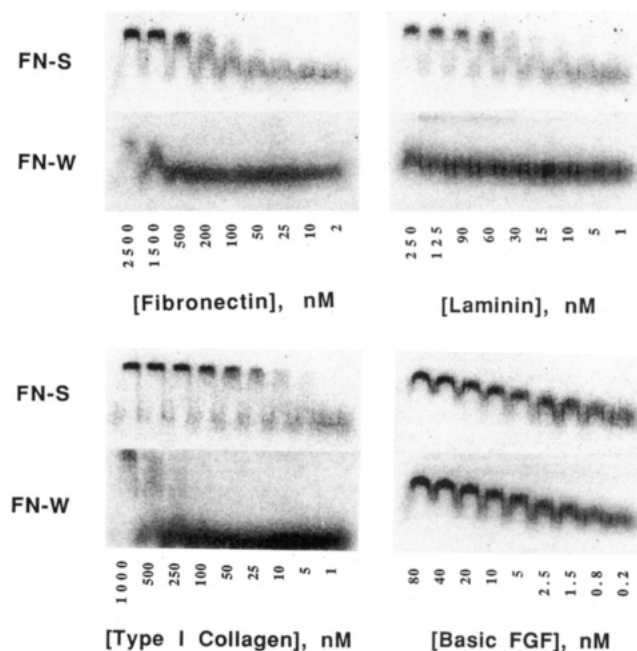 FN-S
FN-W
2500 1500 500 200 100 50 25 10 2
250 125 90 60 30 15 10 5 1
[Fibronectin], nM [Laminin], nM
FN-S
FN-W
1000 500 250 100 50 25 10 5 1
80 40 20 10 5 2.5 1.5 0.8 0.2
[Type I Collagen], nM [Basic FGF], nM